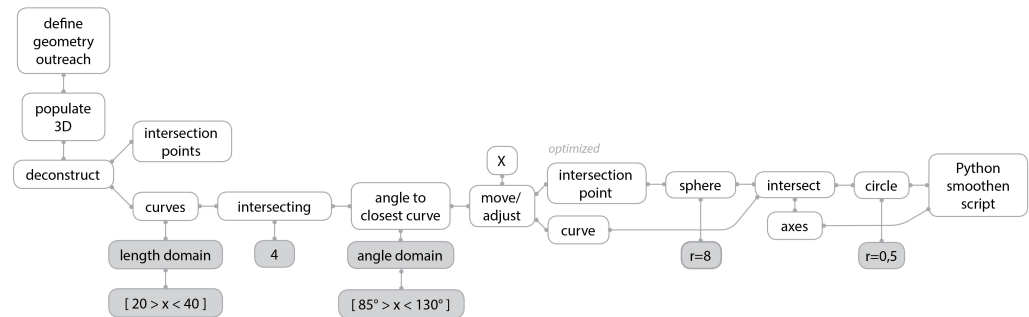 define
geometry
outreach
populate
3D
deconstruct
intersection
points
curves
length domain
[ 20 > x < 40 ]
intersecting
4
angle to
closest curve
angle domain
[ 85° > x < 130° ]
X
move/
adjust
optimized
intersection
point
curve
sphere
r=8
intersect
axes
circle
r=0,5
Python
smoothen
script